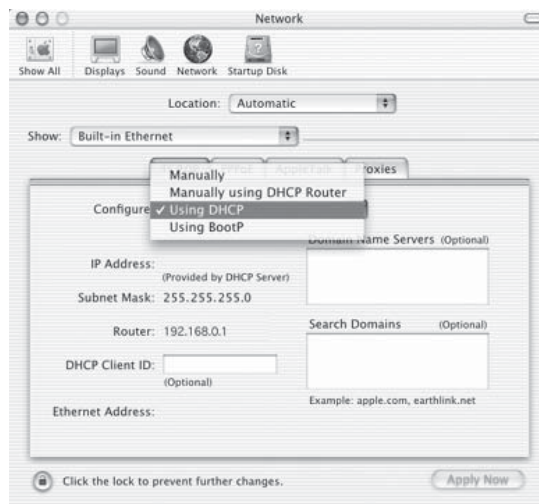 Network
Show All Displays Sound Network Startup Disk
Location: Automatic
Show: Built-in Ethernet
AppleTalk Proxies
Manually
Manually using DHCP Router
Configure ✓ Using DHCP
Using BootP
Domain Name Servers (Optional)
IP Address:
(Provided by DHCP Server)
Subnet Mask: 255.255.255.0
Router: 192.168.0.1
Search Domains (Optional)
DHCP Client ID:
(Optional)
Example: apple.com, earthlink.net
Ethernet Address:
Click the lock to prevent further changes.
Apply Now